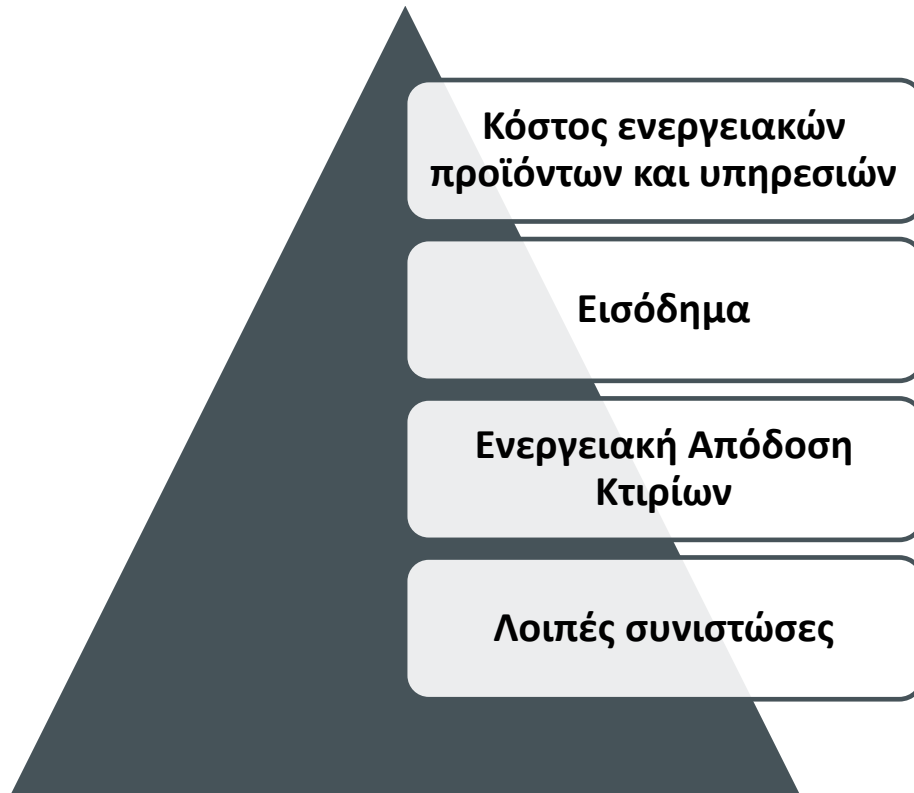 Κόστος ενεργειακών
προϊόντων και υπηρεσιών
Εισόδημα
Ενεργειακή Απόδοση
Κτιρίων
Λοιπές συνιστώσες